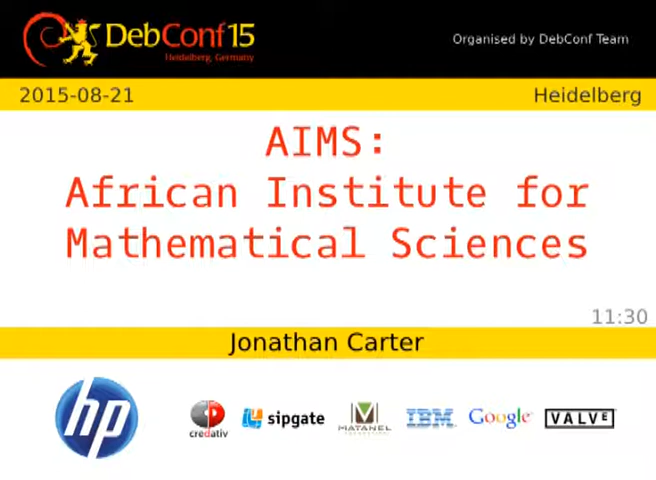 DebConf15
Heidelberg, Germany
Organised by DebConf Team
2015-08-21
Heidelberg
AIMS:
African Institute for
Mathematical Sciences
11:30
Jonathan Carter
hp
credativ
sipgate
MATANEL
IBM
Google
VALVE